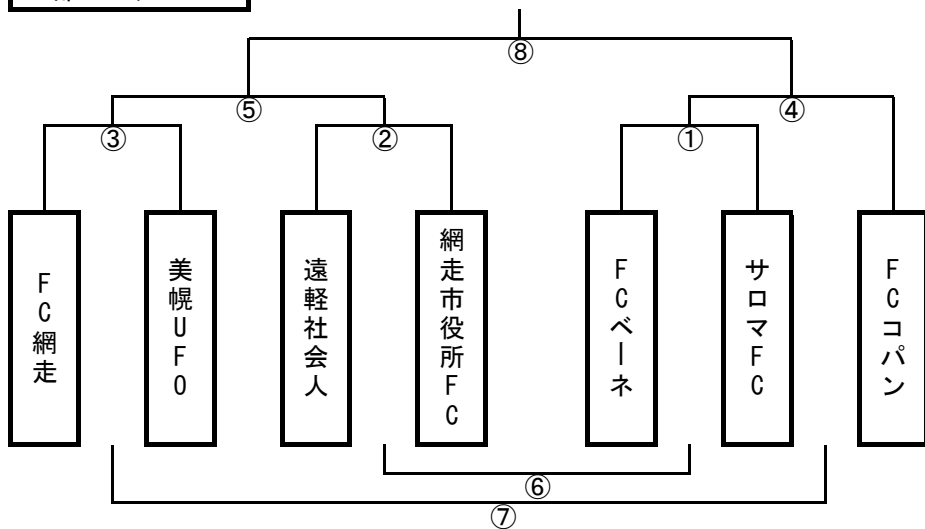 ⑧
⑤
④
③
②
①
FC網走
美幌UFO
遠軽社会人
網走市役所FC
FCベーネ
サロマFC
FCコパン
⑥
⑦